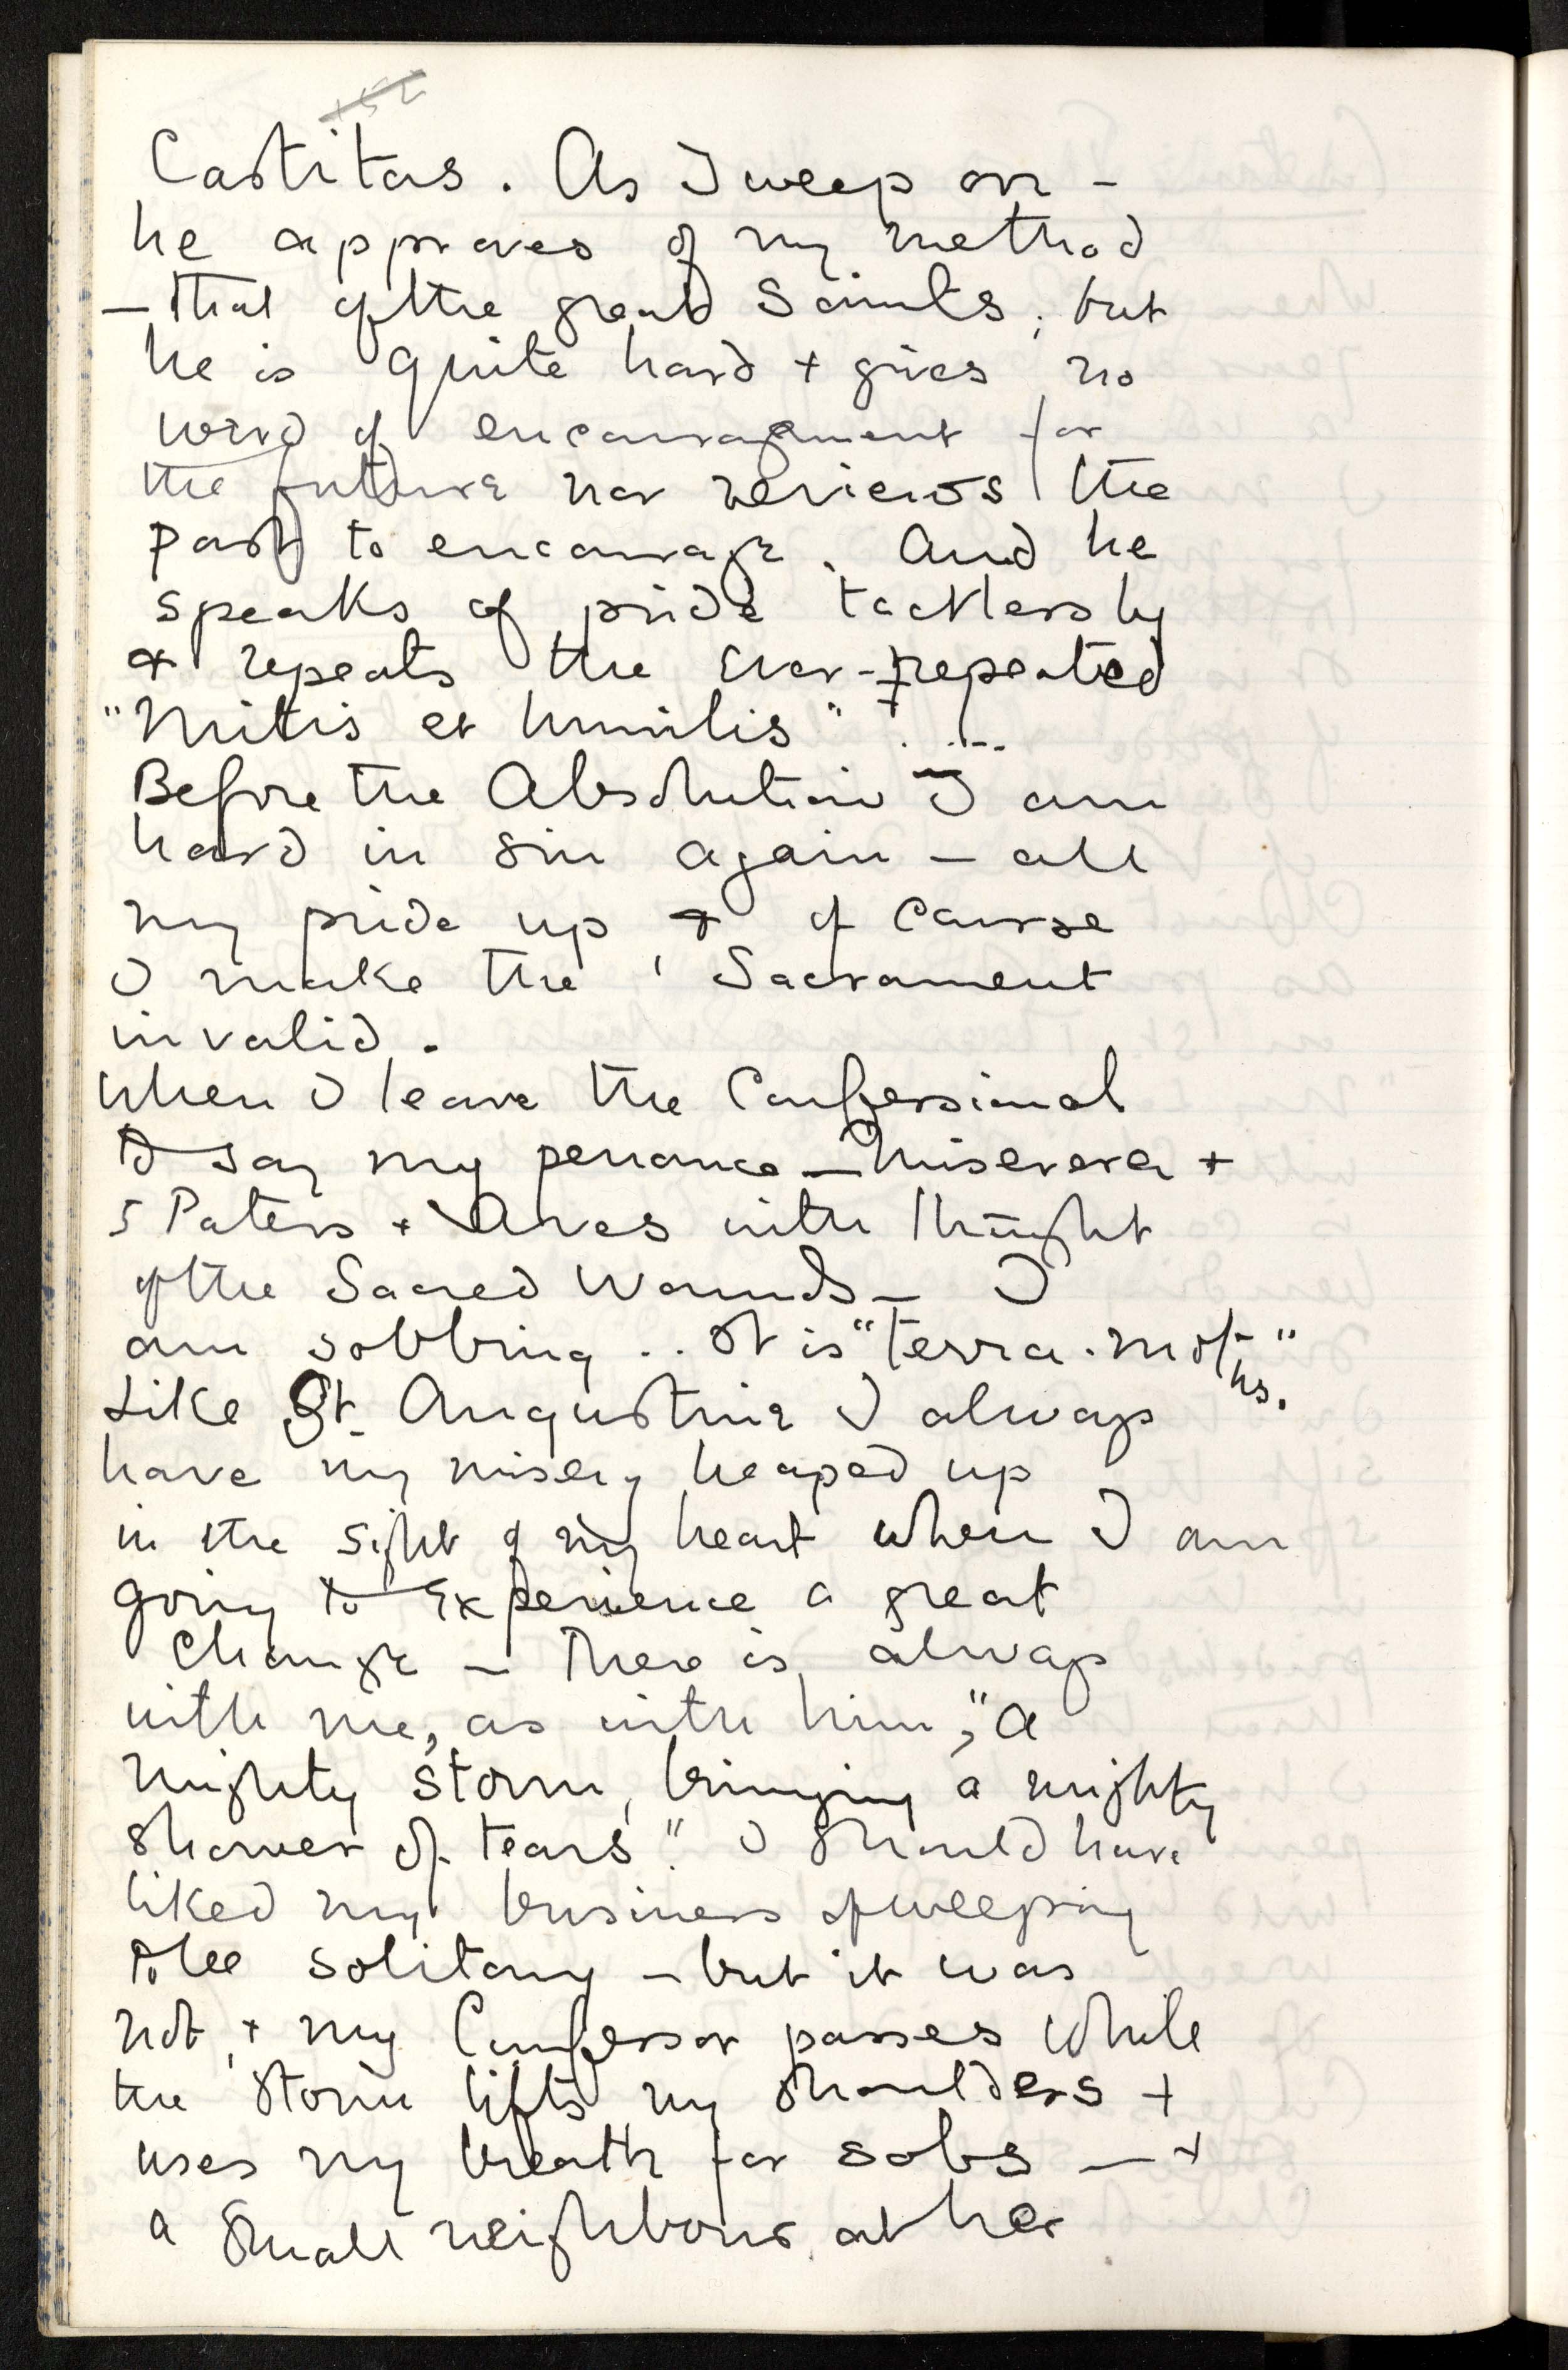 Castitas. As I weep on -
he approves of my method
- that of the great Saints; but
he is quite hard + gives no
word of encouragement for
the future nor reviews the
past to encourage. And he
speaks of pride tactlessly
+ repeats the ever-repeated
"Mitis et humilis" . ...
Before the Absolution I am
hard in sin again - all
my pride up + of course
I make the Sacrament
invalid.
When I leave the Confessional
to say my penance - Miserere +
5 Paters + Aves with thought
of the Sacred Wounds - I
am sobbing .. It is "terra-motus."
Like St Augustine I always
have my misery heaped up
in the sight of my heart when I am
going to experience a great
change - There is always
with me, as with him, "a
mighty storm, bringing a mighty
shower of tears". I should have
liked my business of weeping
to be solitary - but it was
not, + my Confessor passes while
the storm lifts my shoulders +
uses my breath for sobs - +
a small neighbour at her